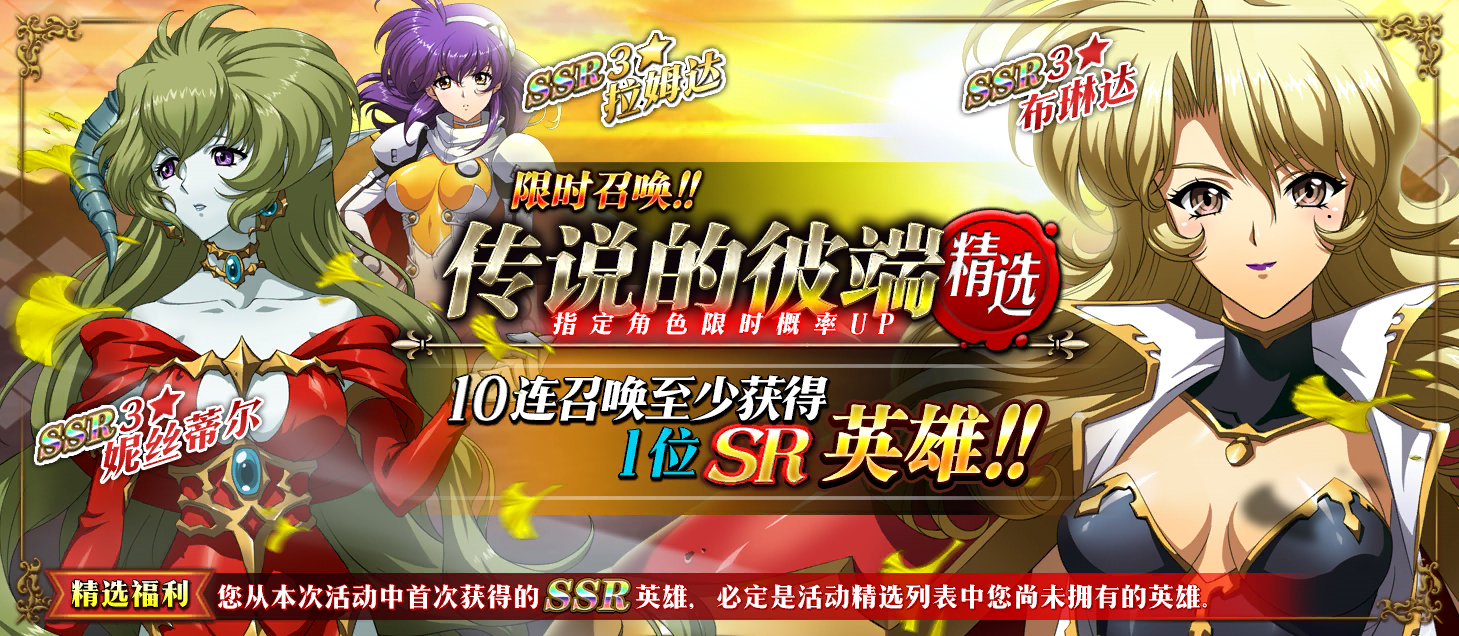 SSR3★
拉姆达
SSR3★
布琳达
限时召唤!!
传说的彼端
精选
指定角色限时概率UP
SSR3★
妮丝蒂尔
10连召唤至少获得
1位SR英雄!!
精选福利
您从本次活动中首次获得的SSR英雄，必定是活动精选列表中您尚未拥有的英雄。